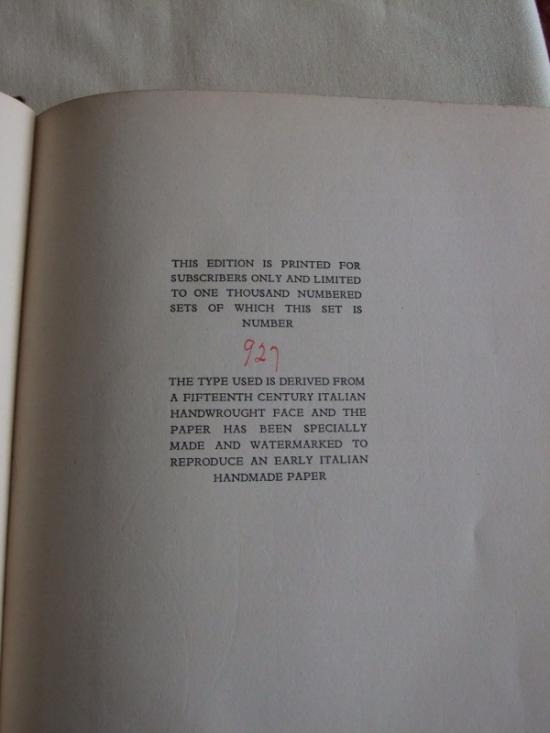 THIS EDITION IS PRINTED FOR
SUBSCRIBERS ONLY AND LIMITED
TO ONE THOUSAND NUMBERED
SETS OF WHICH THIS SET IS
NUMBER
927
THE TYPE USED IS DERIVED FROM
A FIFTEENTH CENTURY ITALIAN
HANDWROUGHT FACE AND THE
PAPER HAS BEEN SPECIALLY
MADE AND WATERMARKED TO
REPRODUCE AN EARLY ITALIAN
HANDMADE PAPER